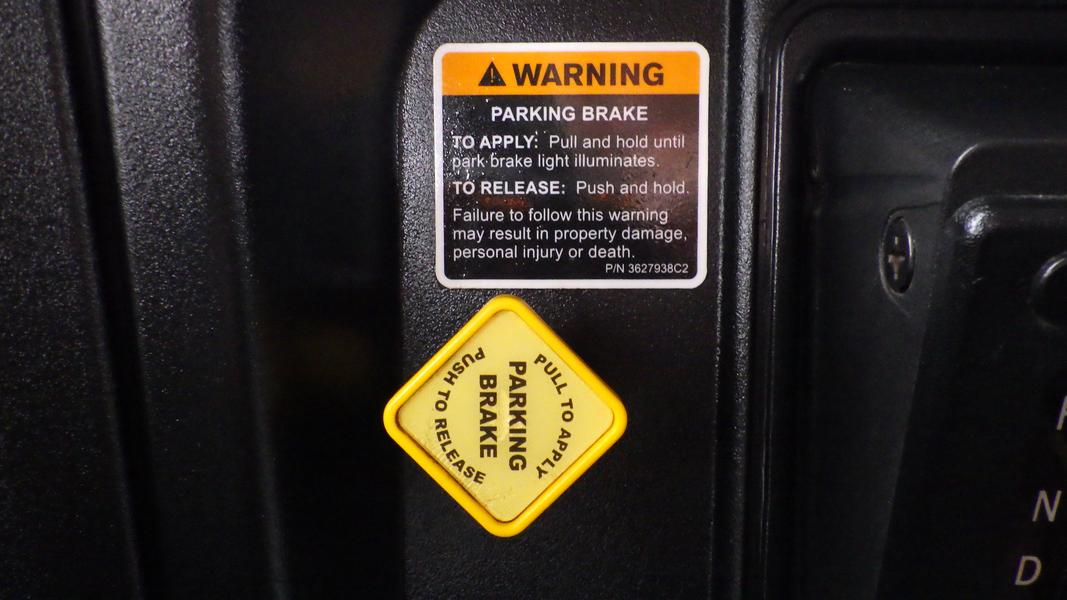 WARNING
PARKING BRAKE
TO APPLY: Pull and hold until
park brake light illuminates.
TO RELEASE: Push and hold.
Failure to follow this warning
may result in property damage,
personal injury or death.
P/N 3627938C2
PULL TO APPLY
PARKING
BRAKE
PUSH TO RELEASE
N
D